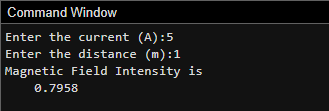 Command Window
Enter the current (A):5
Enter the distance (m):1
Magnetic Field Intensity is
0.7958